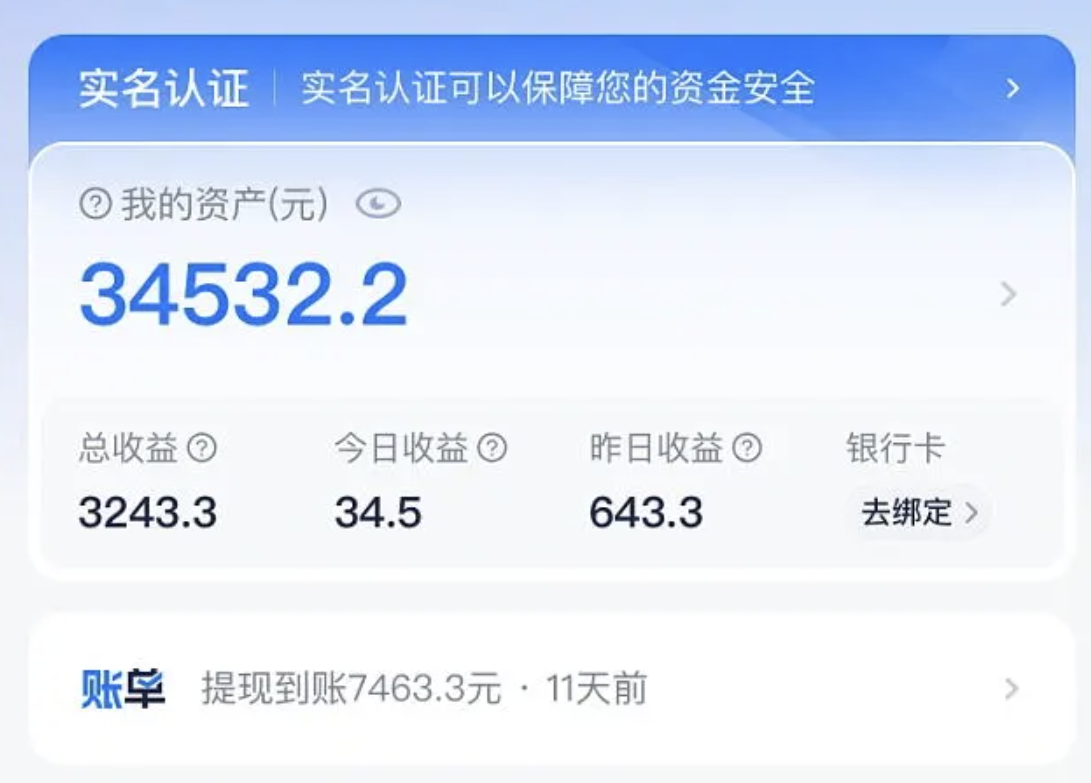 实名认证 实名认证可以保障您的资金安全
我的资产(元)
34532.2
总收益 今日收益 昨日收益 银行卡
3243.3 34.5 643.3 去绑定
账单 提现到账7463.3元 · 11天前